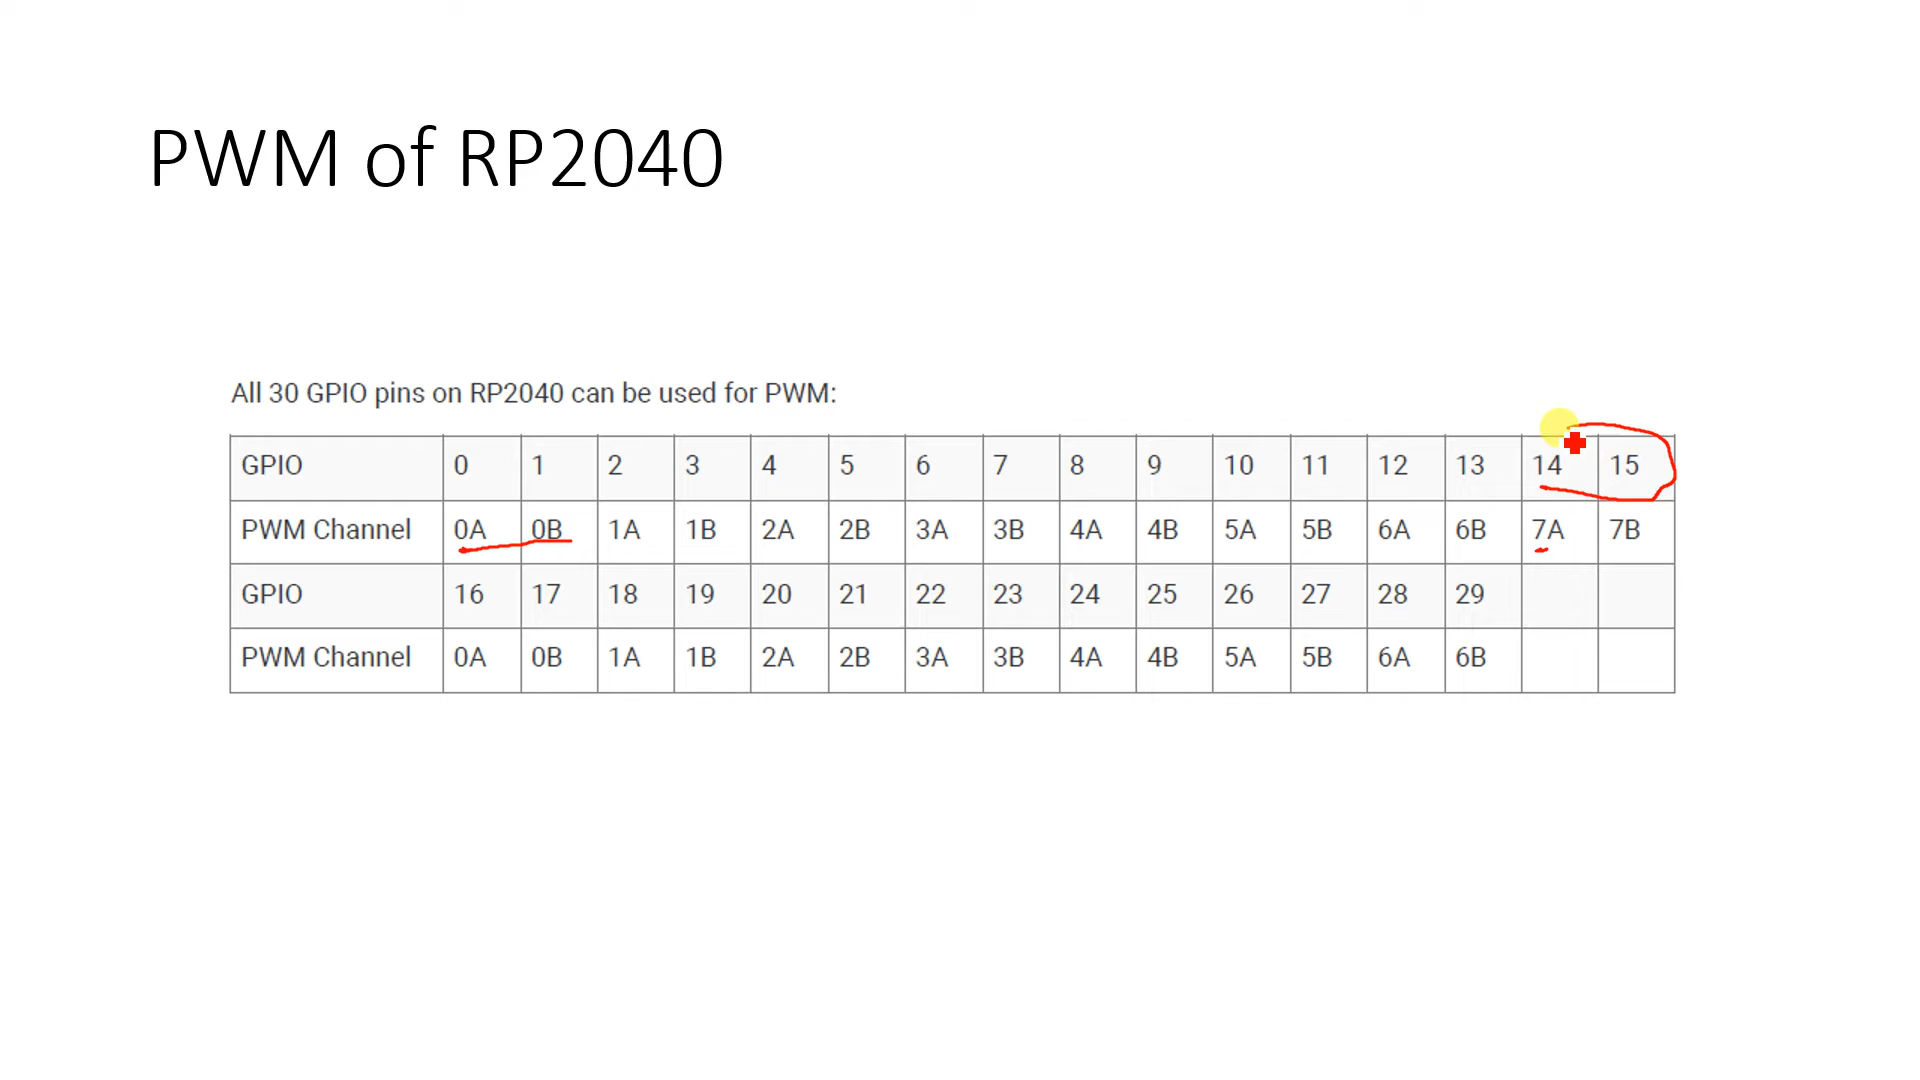 PWM of RP2040
All 30 GPIO pins on RP2040 can be used for PWM:
GPIO 0 1 2 3 4 5 6 7 8 9 10 11 12 13 14 15
PWM Channel 0A 0B 1A 1B 2A 2B 3A 3B 4A 4B 5A 5B 6A 6B 7A 7B
GPIO 16 17 18 19 20 21 22 23 24 25 26 27 28 29
PWM Channel 0A 0B 1A 1B 2A 2B 3A 3B 4A 4B 5A 5B 6A 6B